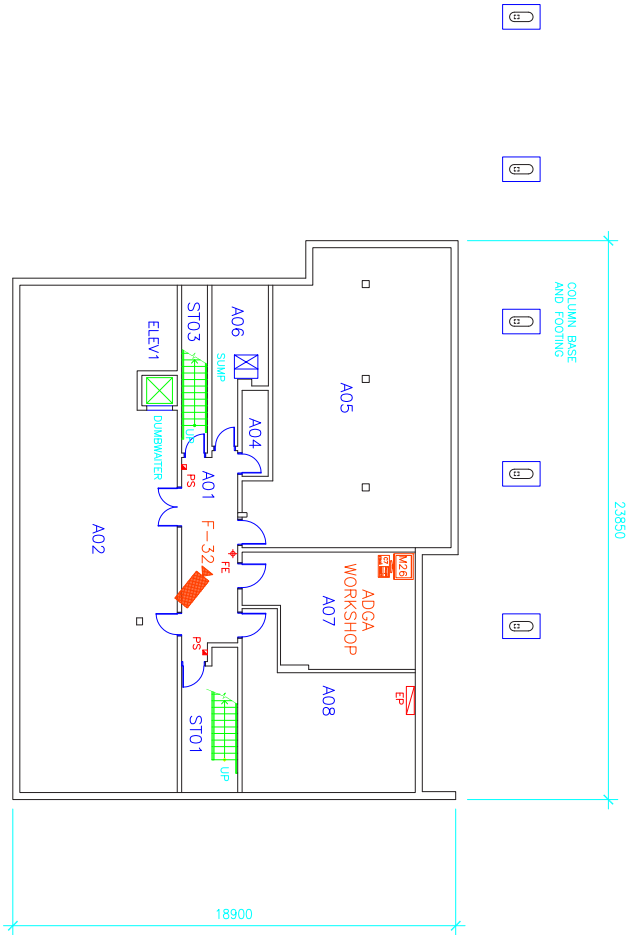 COLUMN BASE
AND FOOTING
23850
A06
ST03
ELEV1
SUMP
A05
A04
UP
DUMBWAITER
PS
A01
A02
F-32
FE
M26
C7
ADGA
WORKSHOP
A07
PS
A08
EP
ST01
UP
18900